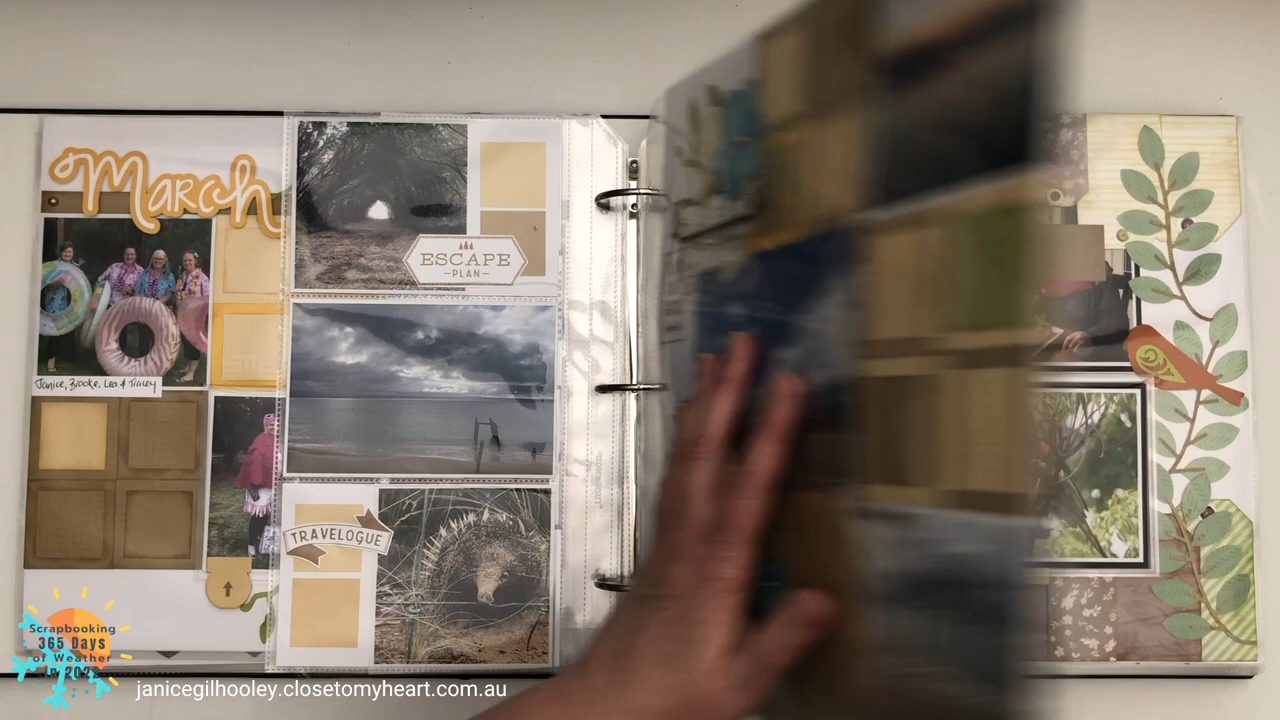 March
ESCAPE
PLAN
Janice, Brooke, Lea & Tracey
TRAVELOGUE
Scrapbooking
365 Days
of Weather
janicegilhooley.closetomyheart.com.au